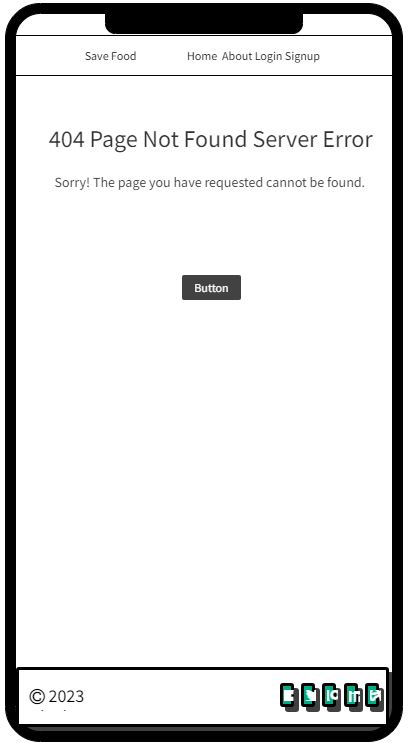 Save Food Home About Login Signup
404 Page Not Found Server Error
Sorry! The page you have requested cannot be found.
Button
© 2023